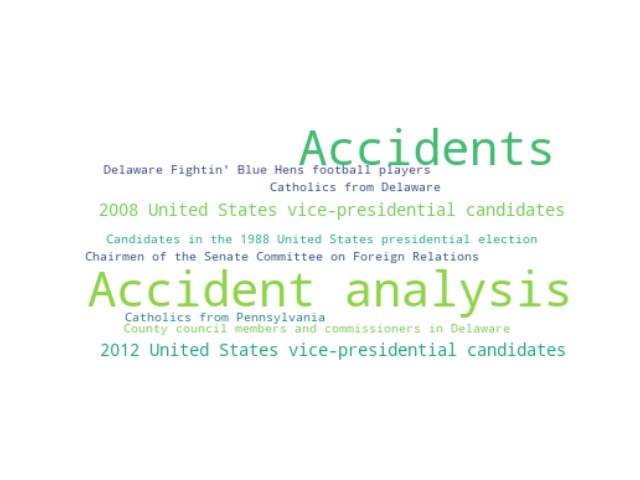 Accidents
Delaware Fightin' Blue Hens football players
Catholics from Delaware
2008 United States vice-presidential candidates
Candidates in the 1988 United States presidential election
Chairmen of the Senate Committee on Foreign Relations
Accident analysis
Catholics from Pennsylvania
County council members and commissioners in Delaware
2012 United States vice-presidential candidates